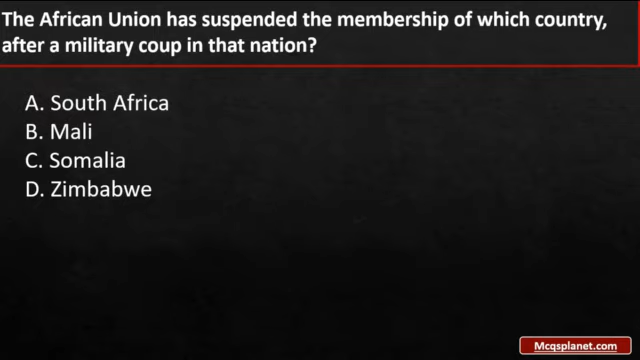 The African Union has suspended the membership of which country,
after a military coup in that nation?
A. South Africa
B. Mali
C. Somalia
D. Zimbabwe
Mcqsplanet.com